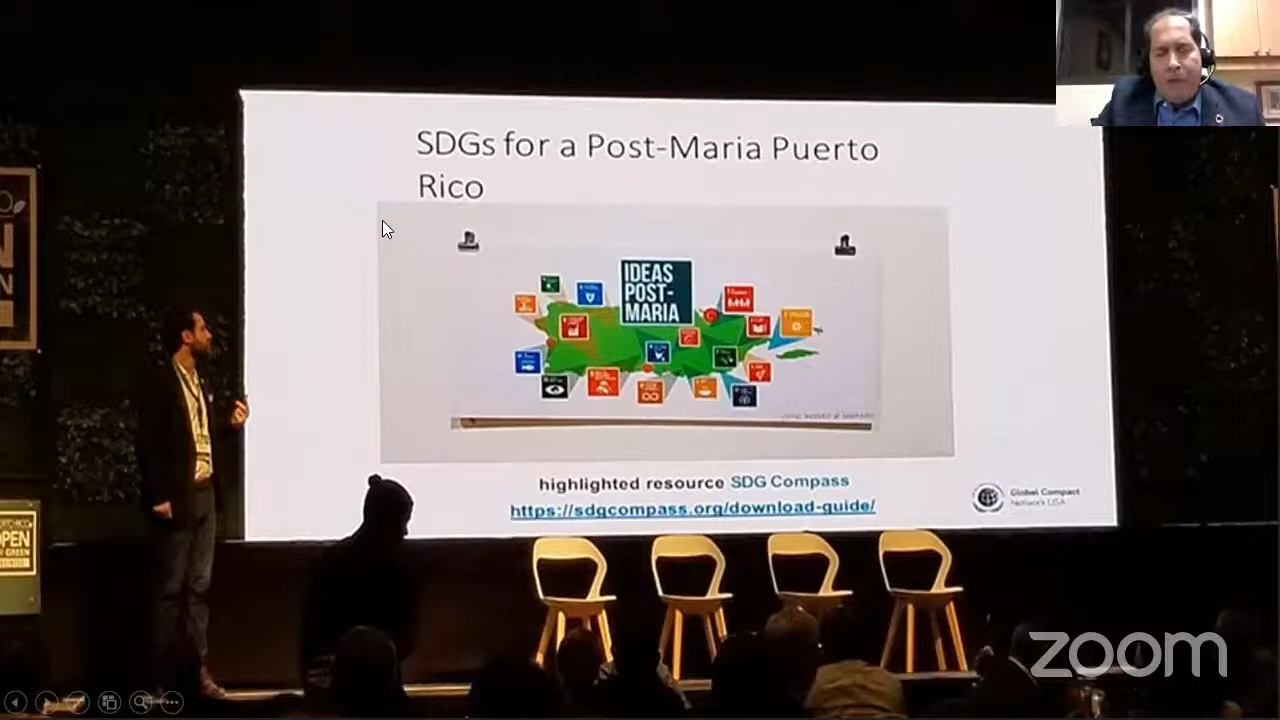 SDGs for a Post-Maria Puerto
Rico
IDEAS
POST-
MARIA
highlighted resource SDG Compass
https://sdgcompass.org/download-guide/
Global Compact
Network USA
OPEN
GREEN
zoom